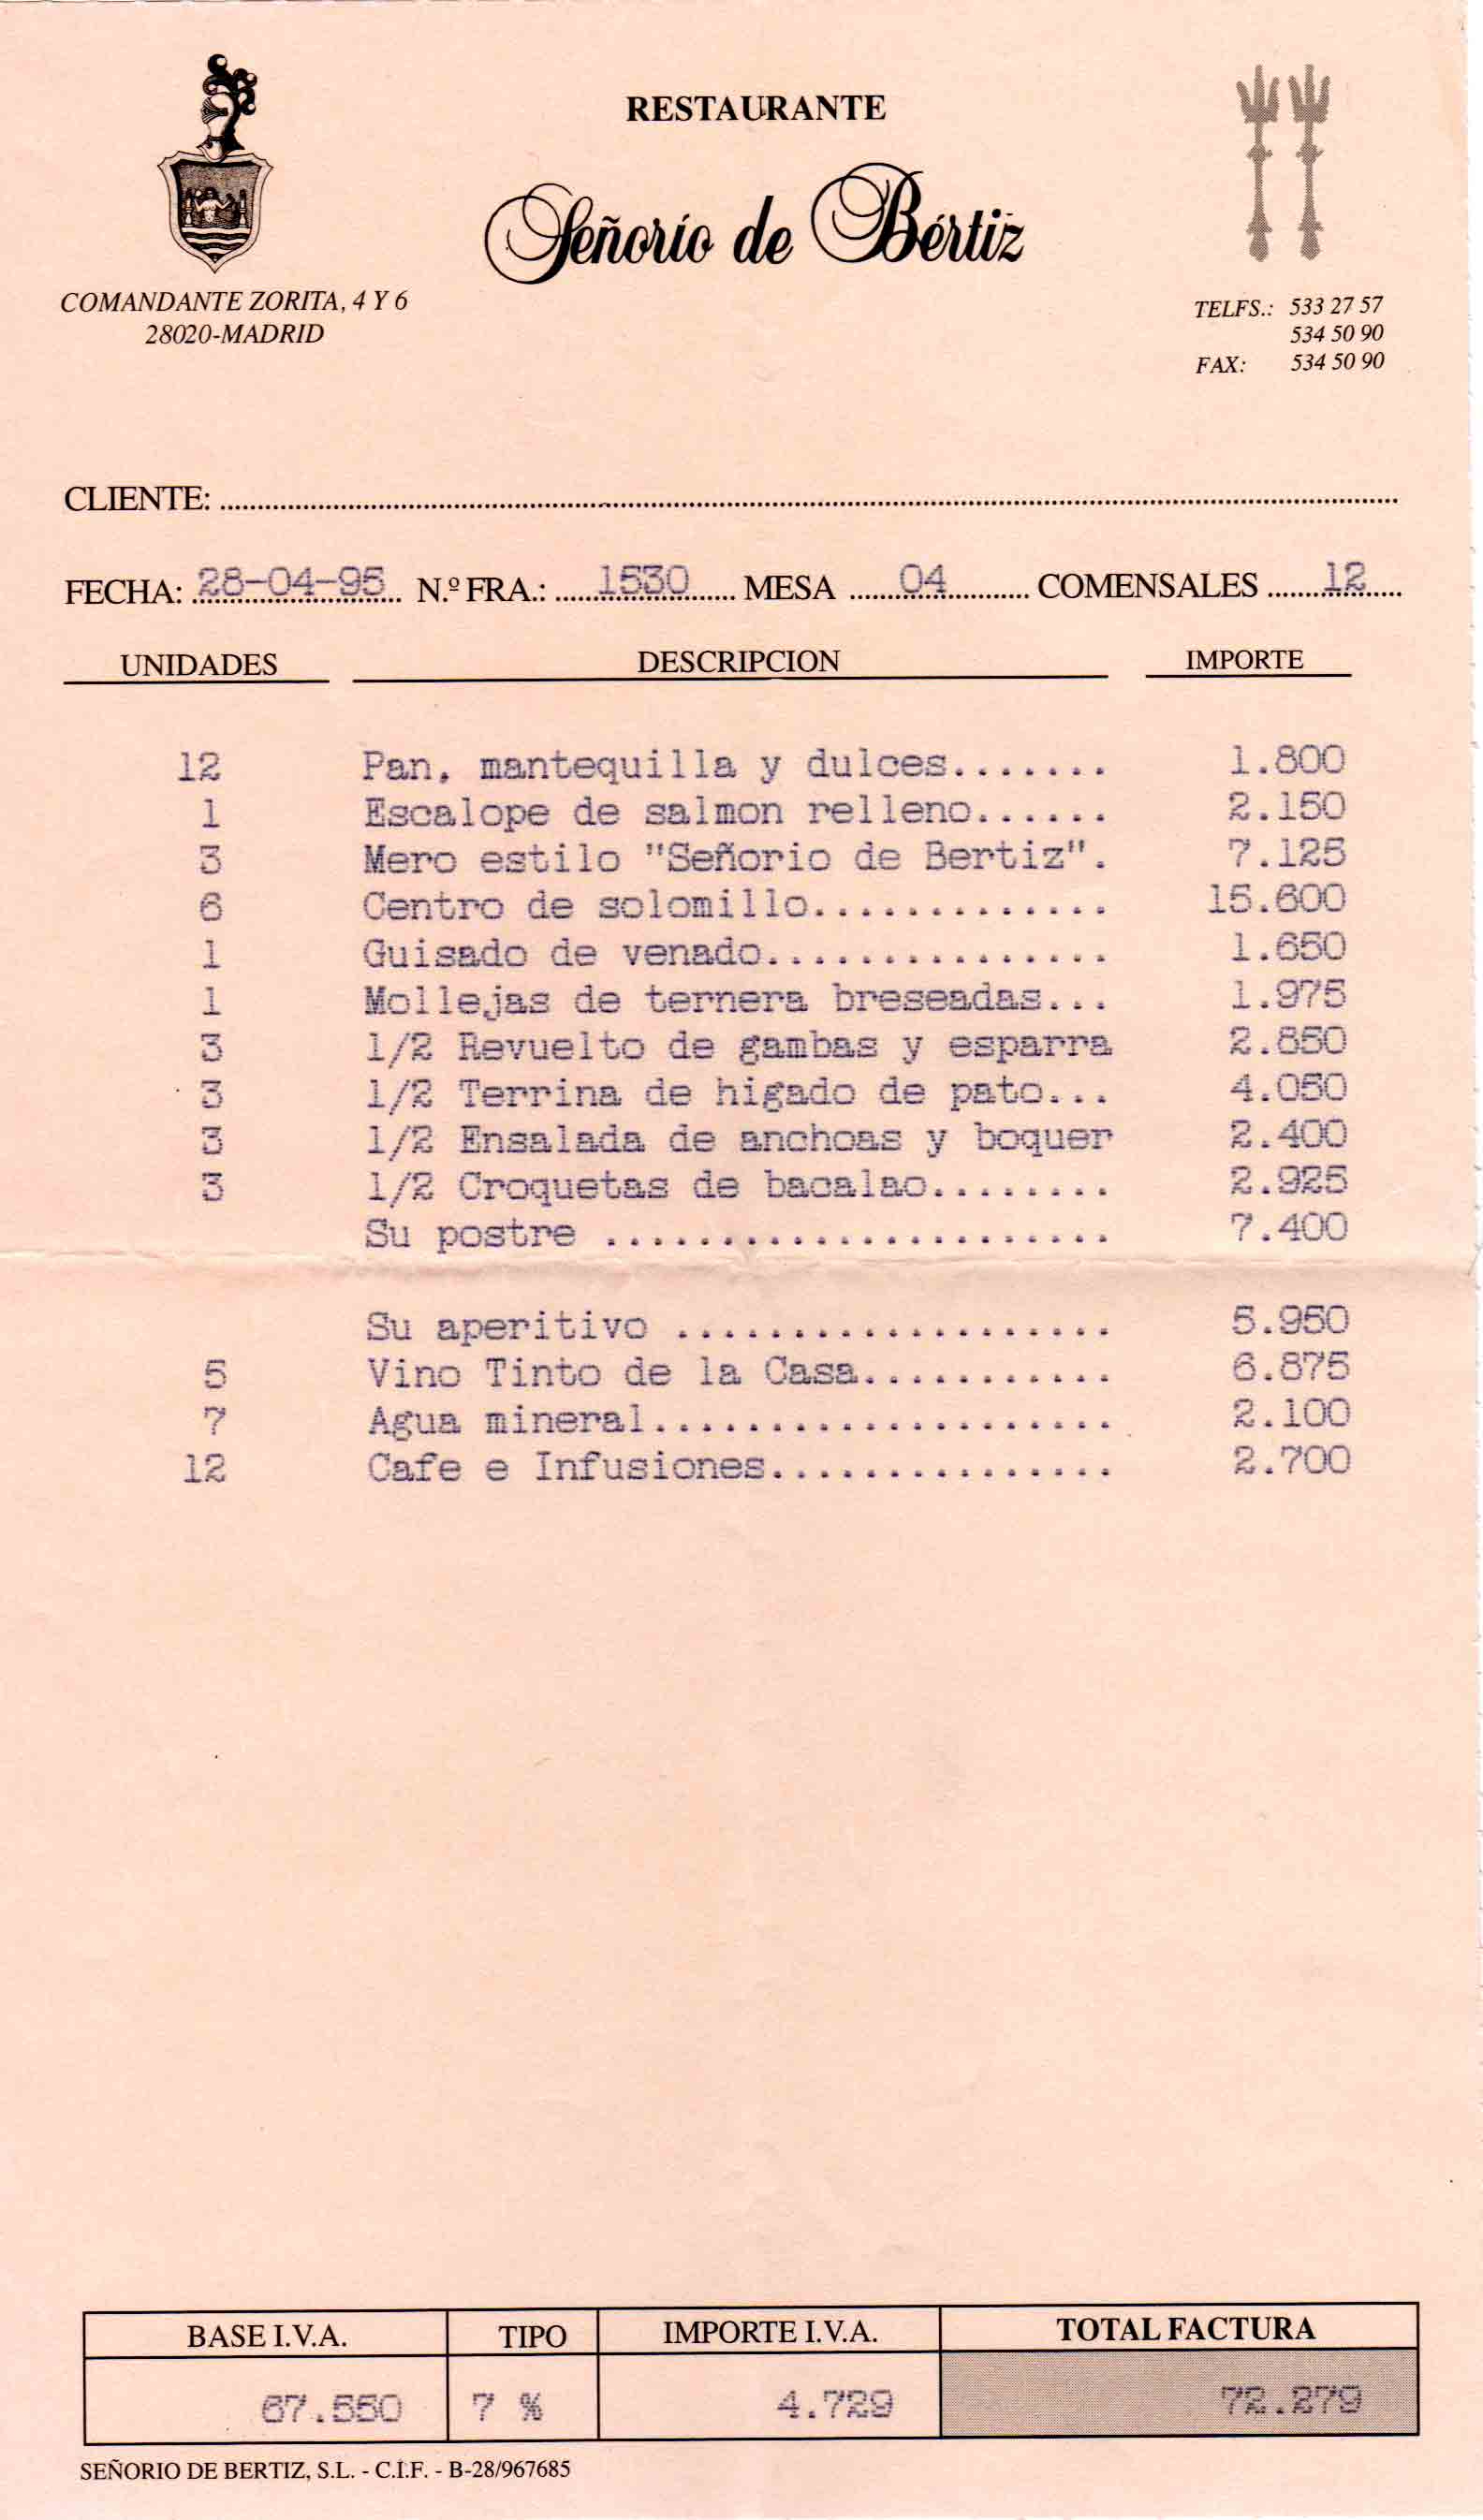 RESTAURANTE
Señorío de Bértiz
COMANDANTE ZORITA, 4 Y 6
28020-MADRID
TELFS.: 533 27 57
534 50 90
FAX: 534 50 90
CLIENTE: ........................................
FECHA: 28-04-95 N.º FRA.: 1530 MESA 04 COMENSALES 12
UNIDADES DESCRIPCION IMPORTE
12 Pan, mantequilla y dulces....... 1.800
1 Escalope de salmon relleno...... 2.150
3 Mero estilo "Señorio de Bertiz". 7.125
6 Centro de solomillo............. 15.600
1 Guisado de venado............... 1.650
1 Mollejas de ternera breseadas... 1.975
3 1/2 Revuelto de gambas y esparra 2.850
3 1/2 Terrina de higado de pato... 4.050
3 1/2 Ensalada de anchoas y boquer 2.400
3 1/2 Croquetas de bacalao........ 2.925
Su postre ...................... 7.400
Su aperitivo ................... 5.950
5 Vino Tinto de la Casa........... 6.875
7 Agua mineral.................... 2.100
12 Cafe e Infusiones............... 2.700
BASE I.V.A. TIPO IMPORTE I.V.A. TOTAL FACTURA
67.550 7 % 4.729 72.279
SEÑORIO DE BERTIZ, S.L. - C.I.F. - B-28/967685